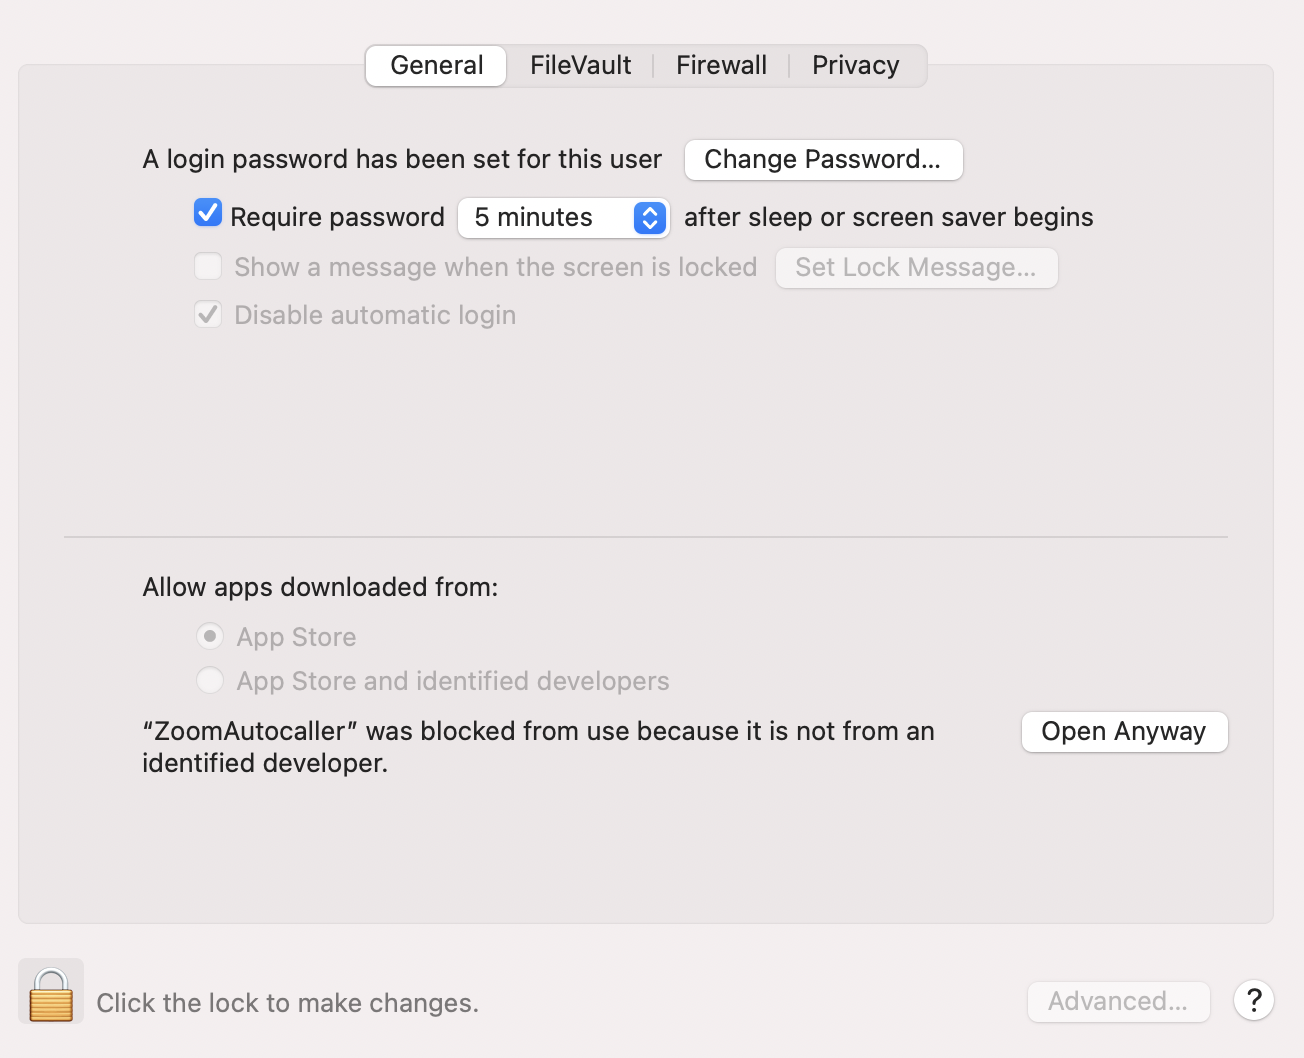 General FileVault Firewall Privacy
A login password has been set for this user Change Password...
Require password 5 minutes after sleep or screen saver begins
Show a message when the screen is locked Set Lock Message...
Disable automatic login
Allow apps downloaded from:
App Store
App Store and identified developers
“ZoomAutocaller” was blocked from use because it is not from an Open Anyway
identified developer.
Click the lock to make changes. Advanced... ?